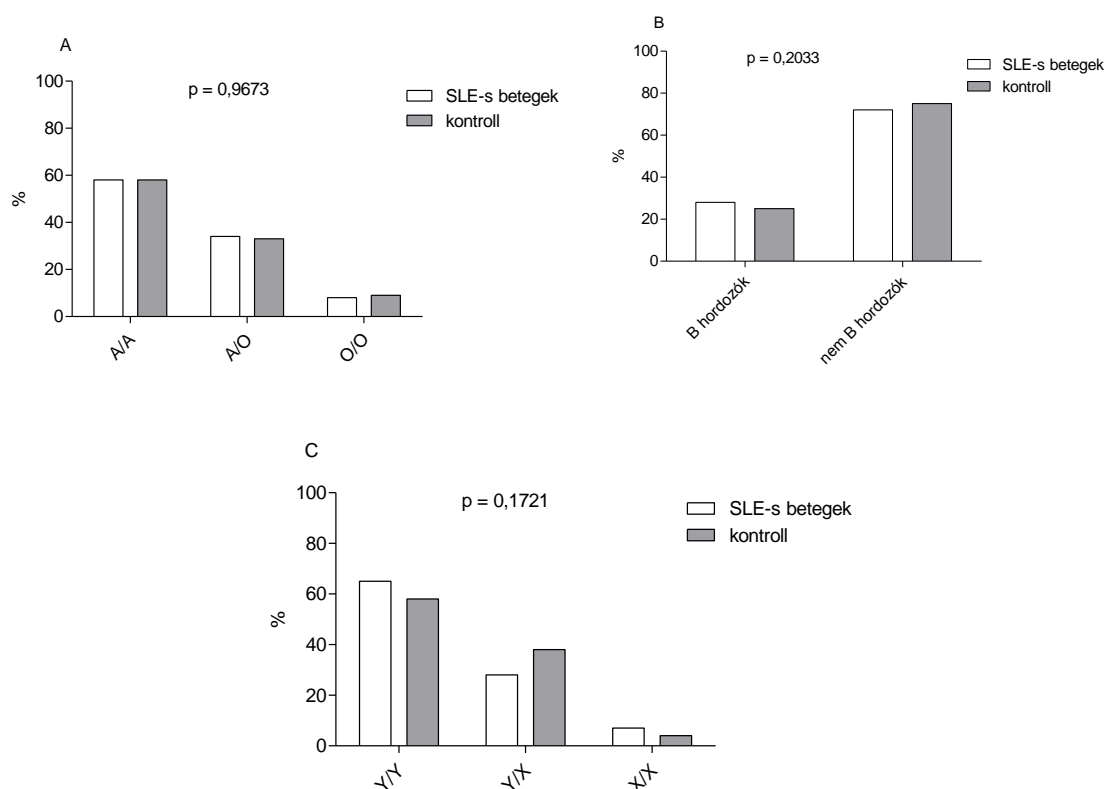 A
p = 0,9673
SLE-s betegek
kontroll
100
80
60
40
20
0
%
A/A
A/O
O/O
B
p = 0,2033
SLE-s betegek
kontroll
100
80
60
40
20
0
%
B hordozók
nem B hordozók
C
p = 0,1721
SLE-s betegek
kontroll
100
80
60
40
20
0
%
Y/Y
Y/X
X/X